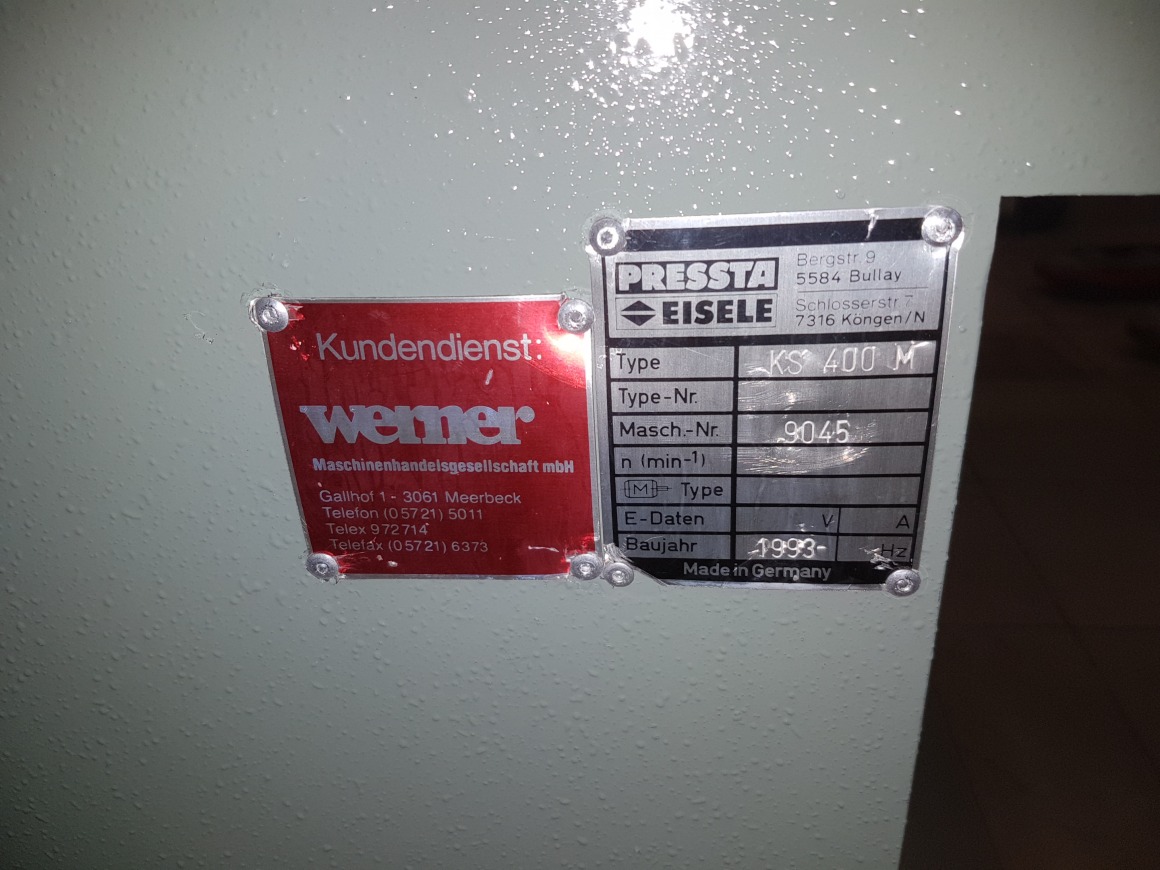 Kundendienst:
werner
Maschinenhandelsgesellschaft mbH
Gallhof 1 - 3061 Meerbeck
Telefon (05721) 5011
Telex 972714
Telefax (05721) 6373
PRESSTA
EISELE
Bergstr. 9
5584 Bullay
Schlosserstr. 7
7316 Köngen/N
Type KS 400 M
Type-Nr.
Masch.-Nr. 9045
n (min-1)
M Type
E-Daten V A
Baujahr 1993 Hz
Made in Germany